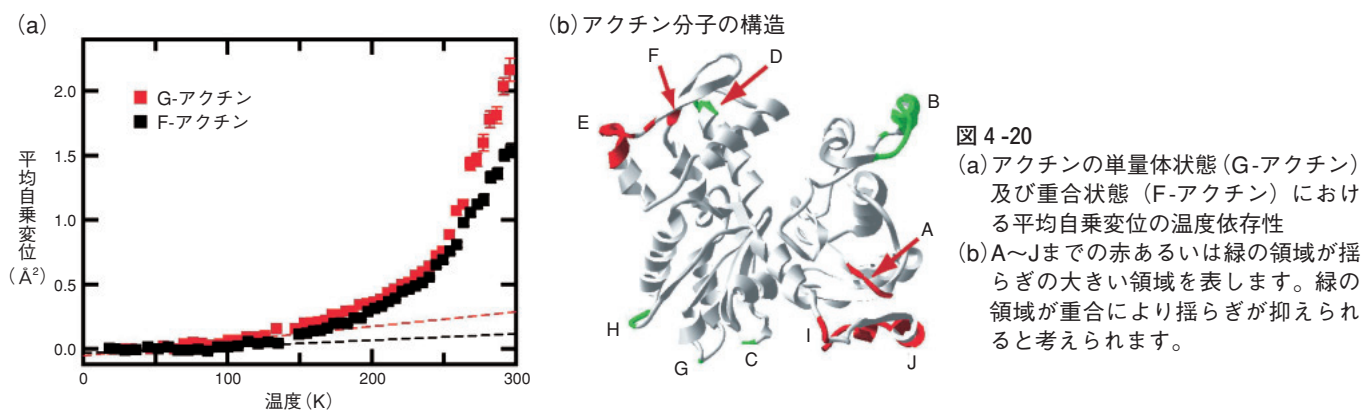 (a)
2.0
1.5
1.0
0.5
0.0
平均自乗変位(Å²)
G-アクチン
F-アクチン
0
100
200
300
温度(K)
(b)アクチン分子の構造
F
D
B
E
A
H
G
C
I
J
図 4-20
(a)アクチンの単量体状態(G-アクチン)
及び重合状態(F-アクチン)におけ
る平均自乗変位の温度依存性
(b)A〜Jまでの赤あるいは緑の領域が揺
らぎの大きい領域を表します。緑の
領域が重合により揺らぎが抑えられ
ると考えられます。